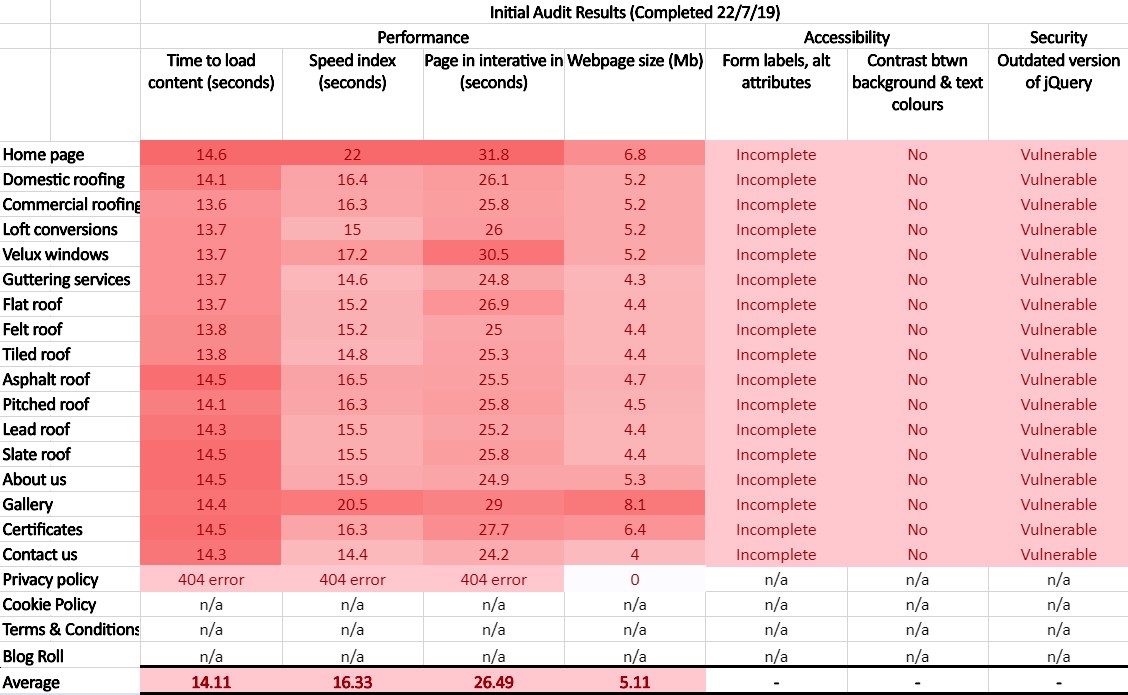 Initial Audit Results (Completed 22/7/19)
Performance Accessibility Security
Time to load content (seconds) Speed index (seconds) Page in interative in (seconds) Webpage size (Mb) Form labels, alt attributes Contrast btwn background & text colours Outdated version of jQuery
Home page 14.6 22 31.8 6.8 Incomplete No Vulnerable
Domestic roofing 14.1 16.4 26.1 5.2 Incomplete No Vulnerable
Commercial roofing 13.6 16.3 25.8 5.2 Incomplete No Vulnerable
Loft conversions 13.7 15 26 5.2 Incomplete No Vulnerable
Velux windows 13.7 17.2 30.5 5.2 Incomplete No Vulnerable
Guttering services 13.7 14.6 24.8 4.3 Incomplete No Vulnerable
Flat roof 13.7 15.2 26.9 4.4 Incomplete No Vulnerable
Felt roof 13.8 15.2 25 4.4 Incomplete No Vulnerable
Tiled roof 13.8 14.8 25.3 4.4 Incomplete No Vulnerable
Asphalt roof 14.5 16.5 25.5 4.7 Incomplete No Vulnerable
Pitched roof 14.1 16.3 25.8 4.5 Incomplete No Vulnerable
Lead roof 14.3 15.5 25.2 4.4 Incomplete No Vulnerable
Slate roof 14.5 15.5 25.8 4.4 Incomplete No Vulnerable
About us 14.5 15.9 24.9 5.3 Incomplete No Vulnerable
Gallery 14.4 20.5 29 8.1 Incomplete No Vulnerable
Certificates 14.5 16.3 27.7 6.4 Incomplete No Vulnerable
Contact us 14.3 14.4 24.2 4 Incomplete No Vulnerable
Privacy policy 404 error 404 error 404 error 0 n/a n/a n/a
Cookie Policy n/a n/a n/a n/a n/a n/a n/a
Terms & Conditions n/a n/a n/a n/a n/a n/a n/a
Blog Roll n/a n/a n/a n/a n/a n/a n/a
Average 14.11 16.33 26.49 5.11 - - -